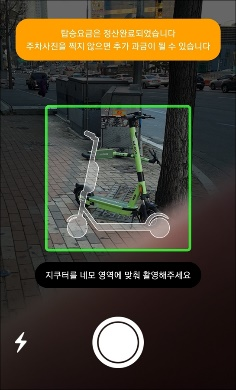 탑승요금은 정산완료되었습니다
주차사진을 찍지 않으면 추가 과금이 될 수 있습니다
지쿠터를 네모 영역에 맞춰 촬영해주세요